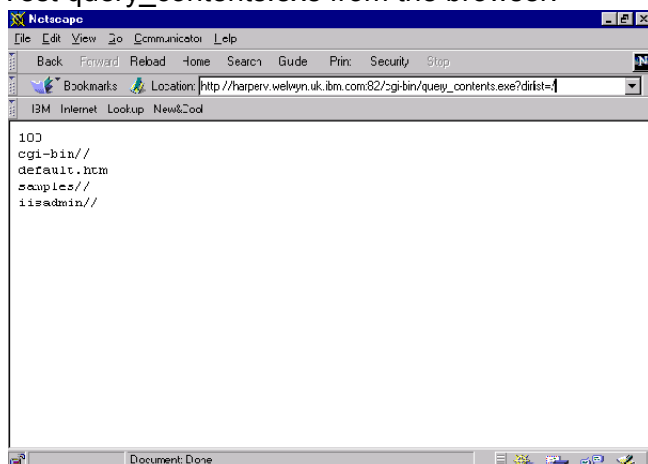 Test query_contents.exe from the browser.
Netscape
File Edit View Go Communicator Help
Back Forward Reload Home Search Guide Print Security Stop
Bookmarks Location: http://harperv.welwyn.uk.ibm.com:82/cgi-bin/query_contents.exe?dirlist=/
IBM Internet Lookup New&Cool
100
cgi-bin//
default.htm
samples//
iisadmin//
Document: Done